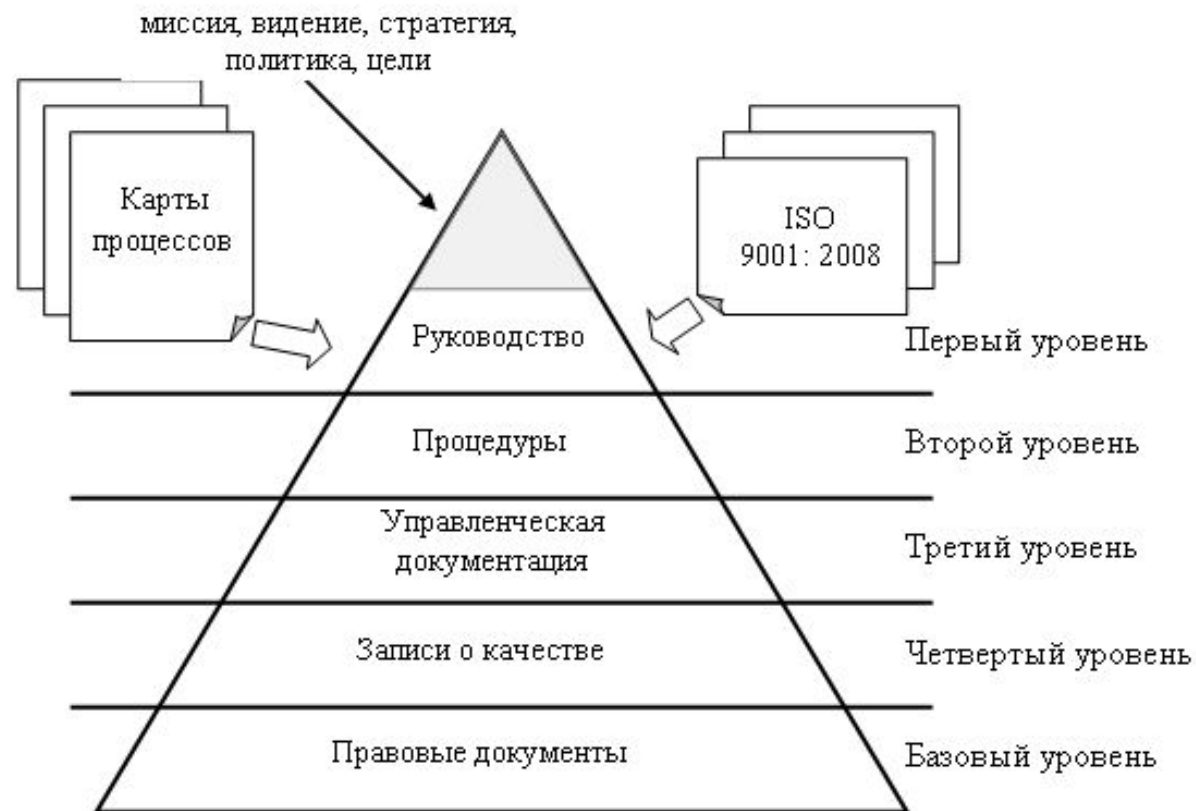 миссия, видение, стратегия,
политика, цели
Карты
процессов
ISO
9001: 2008
Руководство
Первый уровень
Процедуры
Второй уровень
Управленческая
документация
Третий уровень
Записи о качестве
Четвертый уровень
Правовые документы
Базовый уровень